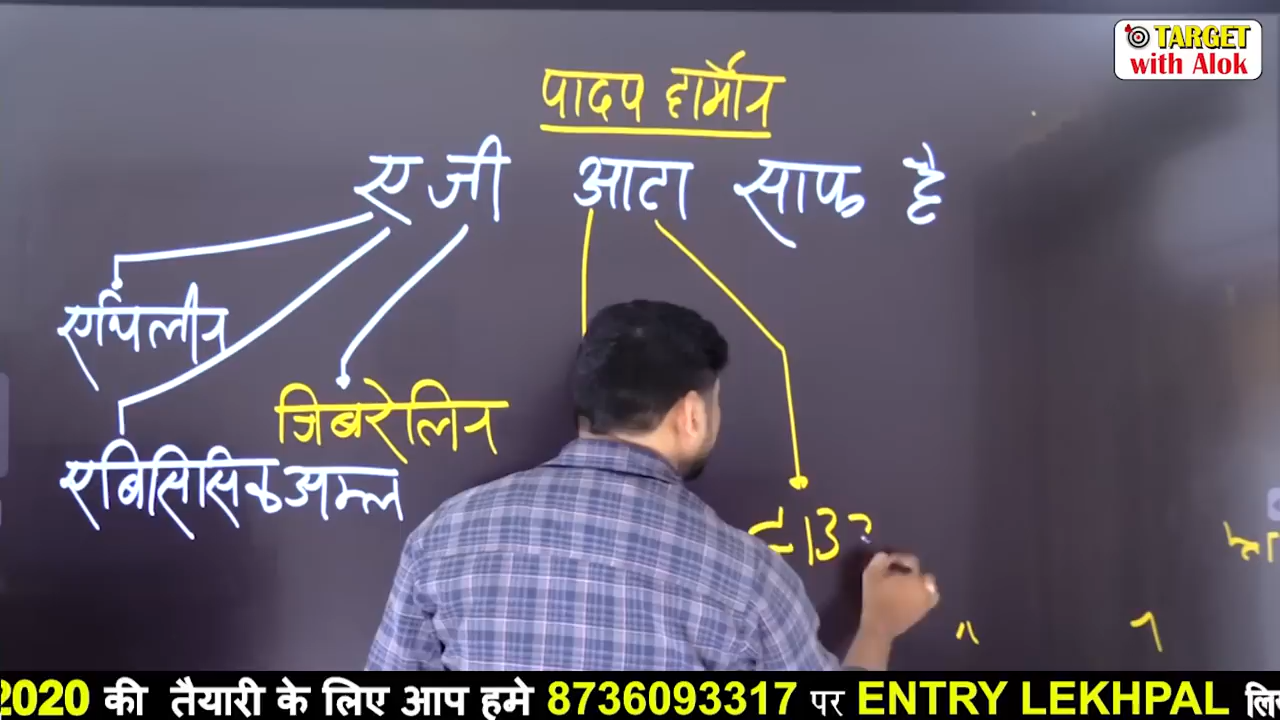 TARGET
with Alok
पादप हार्मोन
ए जी आटा साफ है
एथिलीन
जिबरेलिन
एबिसिसिक अम्ल
2020 की तैयारी के लिए आप हमे 8736093317 पर ENTRY LEKHPAL लि